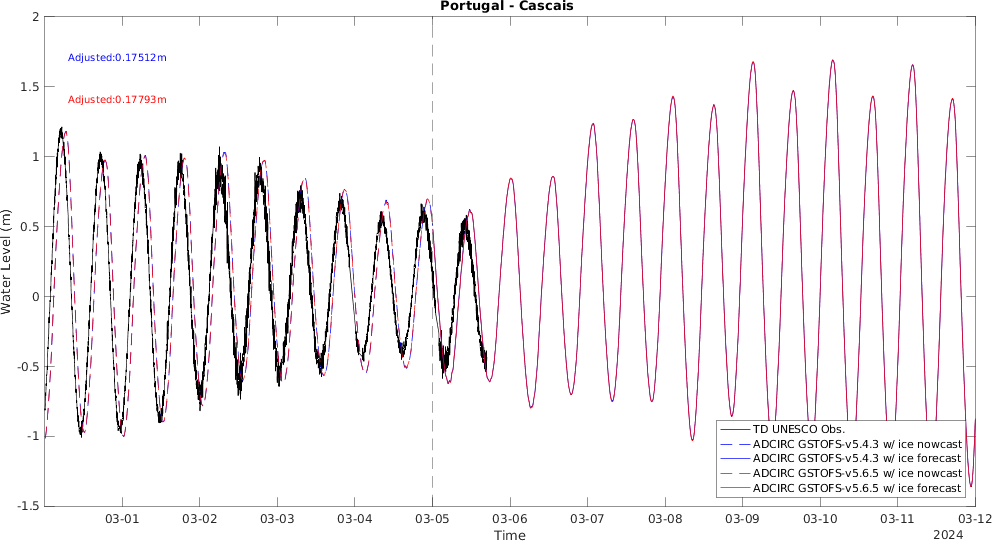 Portugal - Cascais
2
1.5
1
0.5
0
-0.5
-1
-1.5
Water Level (m)
Adjusted:0.17512m
Adjusted:0.17793m
TD UNESCO Obs.
ADCIRC GSTOFS-v5.4.3 w/ ice nowcast
ADCIRC GSTOFS-v5.4.3 w/ ice forecast
ADCIRC GSTOFS-v5.6.5 w/ ice nowcast
ADCIRC GSTOFS-v5.6.5 w/ ice forecast
03-01 03-02 03-03 03-04 03-05 03-06 03-07 03-08 03-09 03-10 03-11 03-12
Time
2024